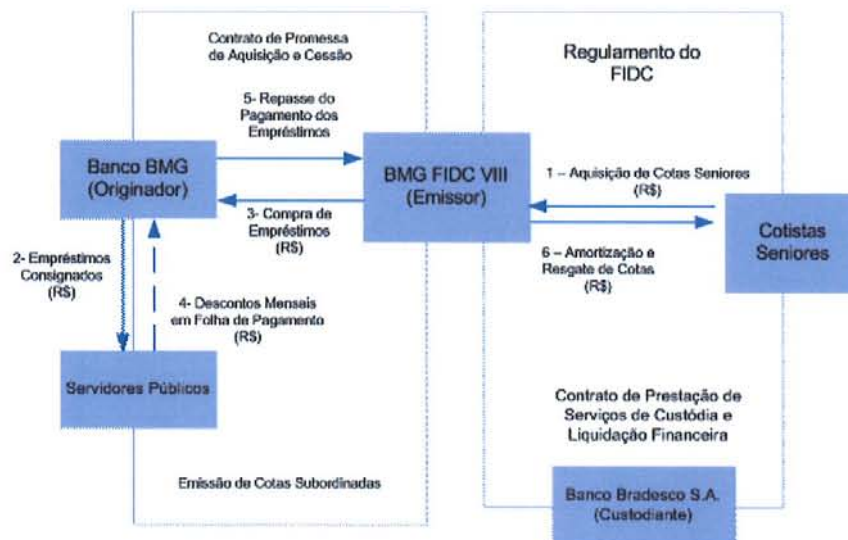 Contrato de Promessa
de Aquisição e Cessão
Regulamento do
FIDC
5- Repasse do
Pagamento dos
Empréstimos
Banco BMG
(Originador)
BMG FIDC VIII
(Emissor)
1 – Aquisição de Cotas Seniores
(R$)
3- Compra de
Empréstimos
(R$)
Cotistas
Seniores
2- Empréstimos
Consignados
(R$)
6 – Amortização e
Resgate de Cotas
(R$)
4- Descontos Mensais
em Folha de Pagamento
(R$)
Servidores Públicos
Contrato de Prestação de
Serviços de Custódia e
Liquidação Financeira
Emissão de Cotas Subordinadas
Banco Bradesco S.A.
(Custodiante)